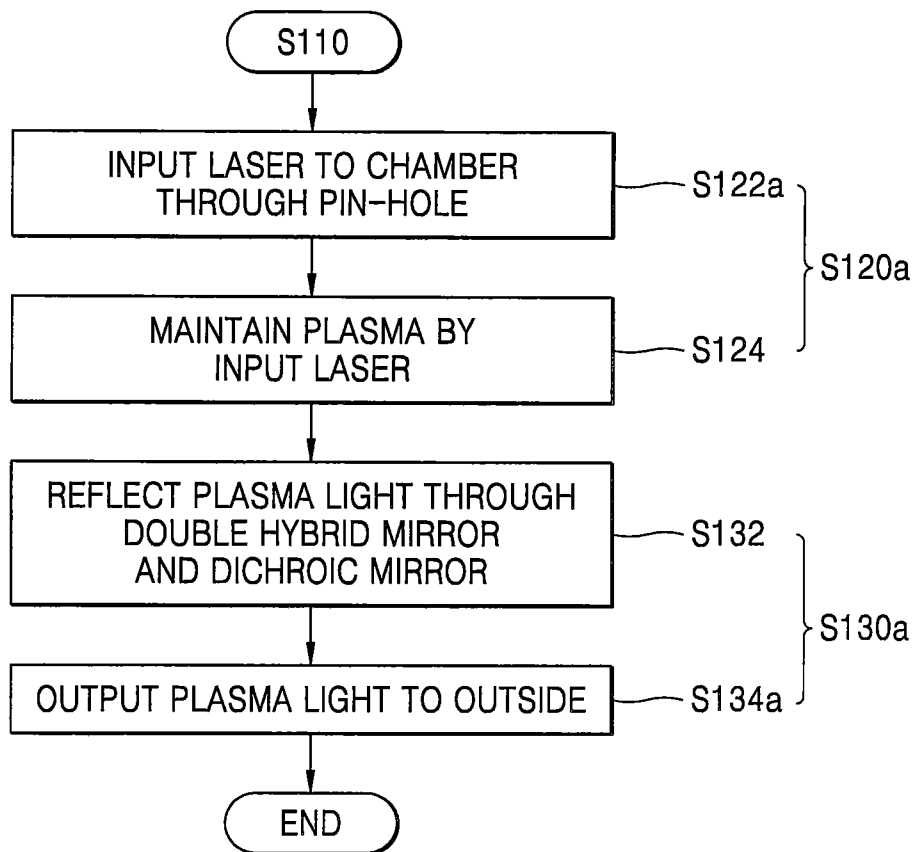 S110
INPUT LASER TO CHAMBER
THROUGH PIN-HOLE
S122a
S120a
MAINTAIN PLASMA BY
INPUT LASER
S124
REFLECT PLASMA LIGHT THROUGH
DOUBLE HYBRID MIRROR
AND DICHROIC MIRROR
S132
S130a
OUTPUT PLASMA LIGHT TO OUTSIDE
S134a
END